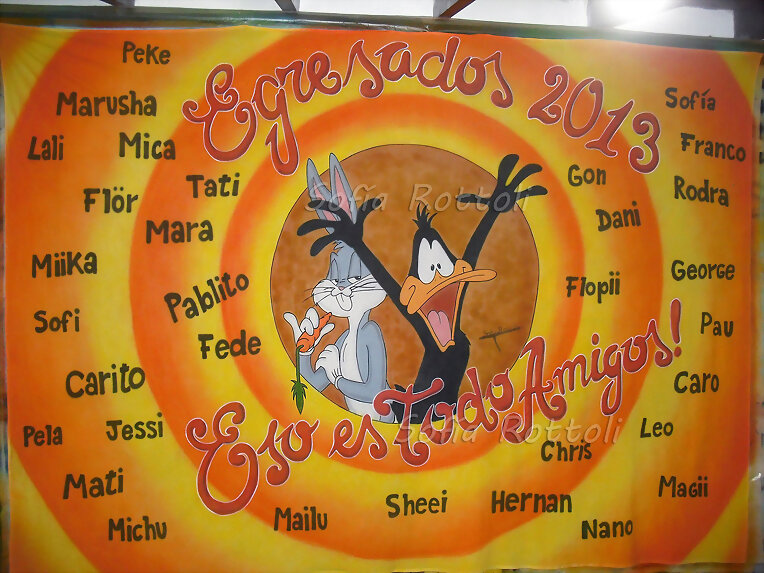 Egresados 2013
Peke
Marusha
Lali
Mica
Flör
Tati
Mara
Miika
Pablito
Sofi
Fede
Carito
Pela
Jessi
Mati
Michu
Mailu
Sheei
Hernan
Nano
Chris
Sofía
Franco
Gon
Rodra
Dani
George
Flopii
Pau
Caro
Leo
Magii
Eso es Todo Amigos!
Sofía Rottoli
Sofía Rottoli